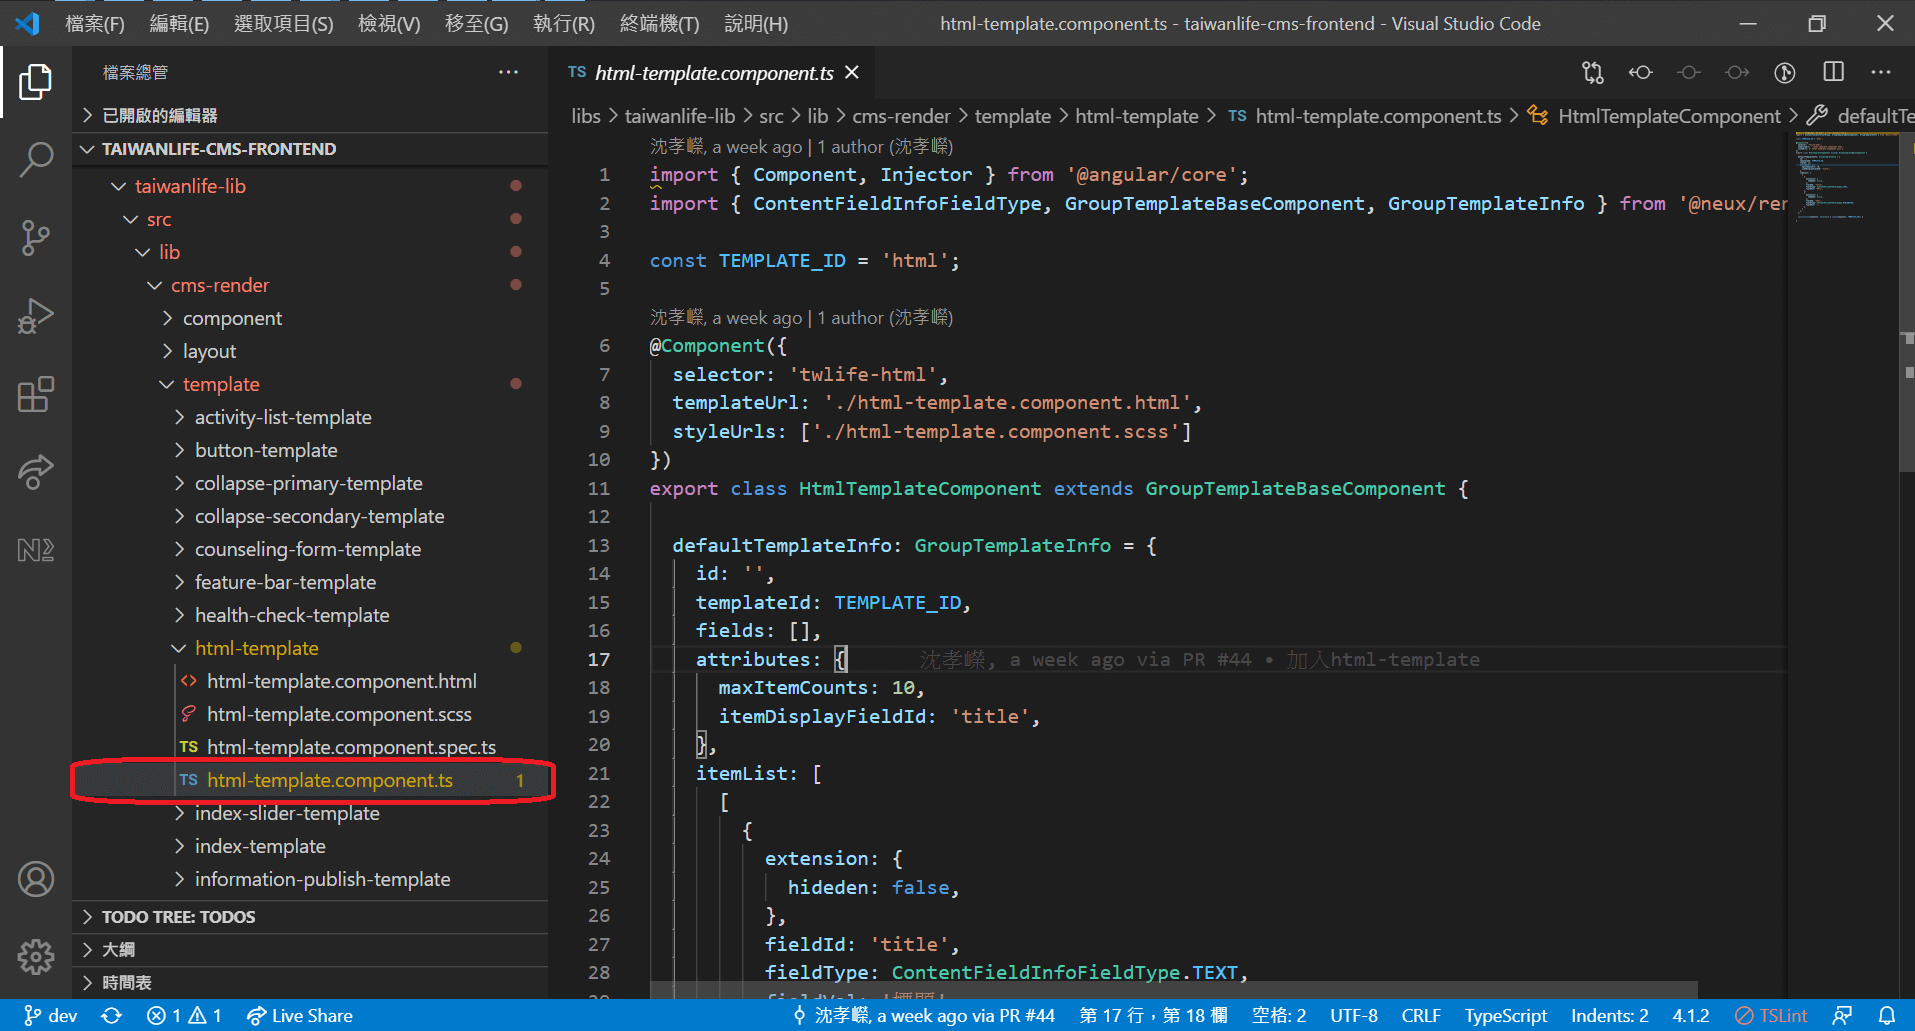 檔案(F) 編輯(E) 選取項目(S) 檢視(V) 移至(G) 執行(R) 終端機(T) 說明(H) html-template.component.ts - taiwanlife-cms-frontend - Visual Studio Code
檔案總管 ···
已開啟的編輯器
TAIWANLIFE-CMS-FRONTEND
taiwanlife-lib
src
lib
cms-render
component
layout
template
activity-list-template
button-template
collapse-primary-template
collapse-secondary-template
counseling-form-template
feature-bar-template
health-check-template
html-template
<> html-template.component.html
html-template.component.scss
TS html-template.component.spec.ts
TS html-template.component.ts 1
index-slider-template
index-template
information-publish-template
TODO TREE: TODOS
大綱
時間表
TS html-template.component.ts
libs > taiwanlife-lib > src > lib > cms-render > template > html-template > TS html-template.component.ts > HtmlTemplateComponent > defaultTe
沈孝嶸, a week ago | 1 author (沈孝嶸)
1 import { Component, Injector } from '@angular/core';
2 import { ContentFieldInfoFieldType, GroupTemplateBaseComponent, GroupTemplateInfo } from '@neux/rer
3
4 const TEMPLATE_ID = 'html';
5
沈孝嶸, a week ago | 1 author (沈孝嶸)
6 @Component({
7 selector: 'twlife-html',
8 templateUrl: './html-template.component.html',
9 styleUrls: ['./html-template.component.scss']
10 })
11 export class HtmlTemplateComponent extends GroupTemplateBaseComponent {
12
13 defaultTemplateInfo: GroupTemplateInfo = {
14 id: '',
15 templateId: TEMPLATE_ID,
16 fields: [],
17 attributes: { 沈孝嶸, a week ago via PR #44 • 加入html-template
18 maxItemCounts: 10,
19 itemDisplayFieldId: 'title',
20 },
21 itemList: [
22 [
23 {
24 extension: {
25 hideden: false,
26 },
27 fieldId: 'title',
28 fieldType: ContentFieldInfoFieldType.TEXT,
dev 1 1 Live Share 沈孝嶸, a week ago via PR #44 第 17 行，第 18 欄 空格: 2 UTF-8 CRLF TypeScript Indents: 2 4.1.2 TSLint